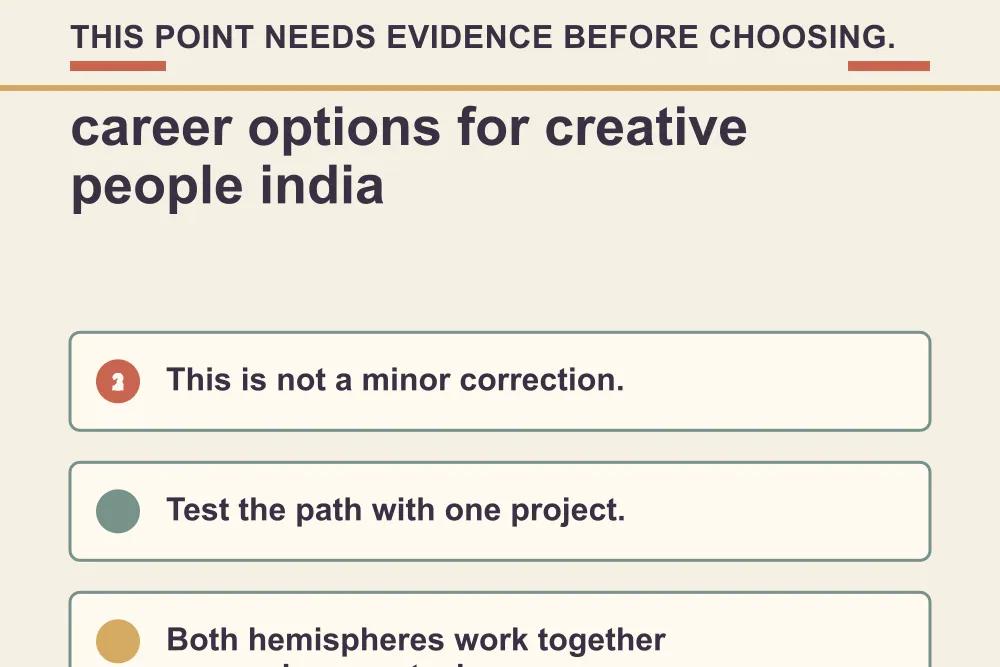 THIS POINT NEEDS EVIDENCE BEFORE CHOOSING.
career options for creative
people india
This is not a minor correction.
Test the path with one project.
Both hemispheres work together